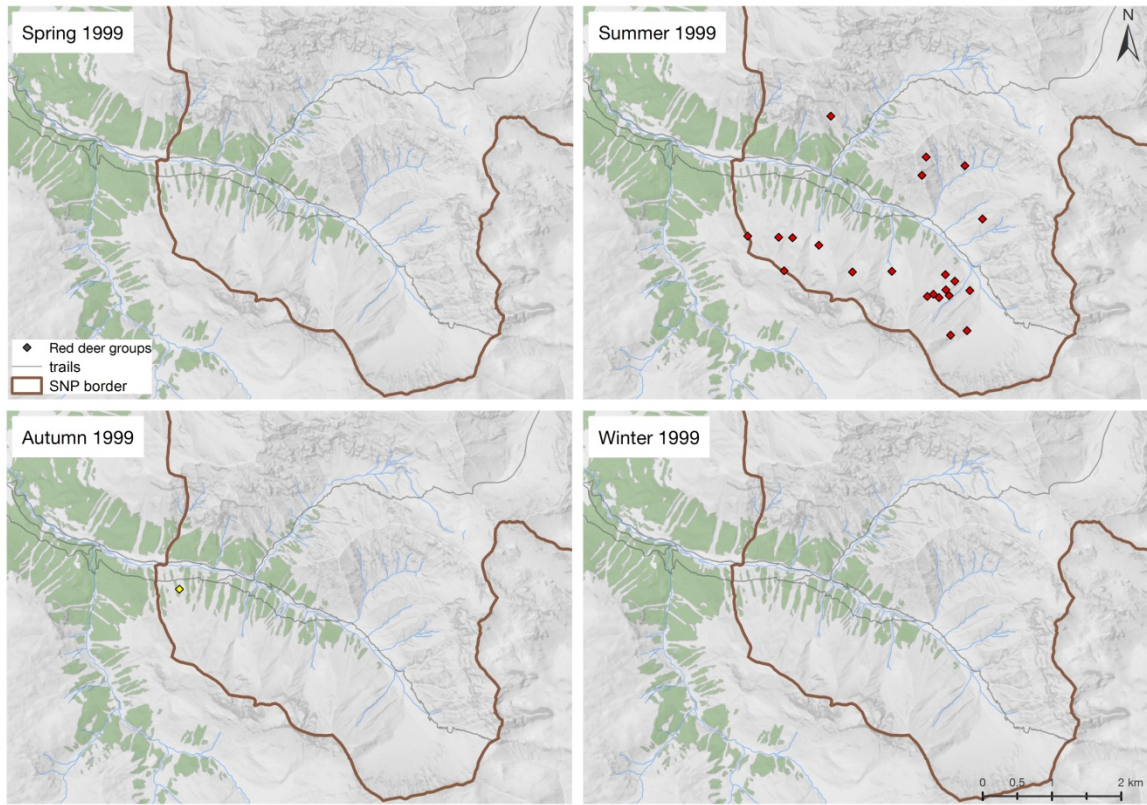 Spring 1999
Summer 1999
N
Red deer groups
trails
SNP border
Autumn 1999
Winter 1999
0 0.5 1 2 km